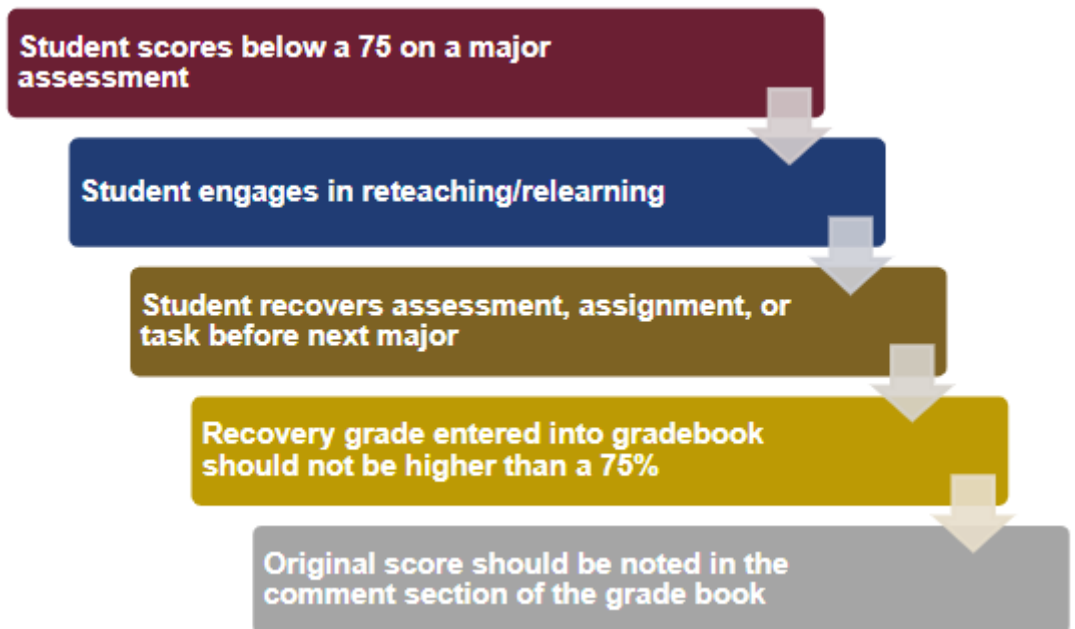 Student scores below a 75 on a major
assessment
Student engages in reteaching/relearning
Student recovers assessment, assignment, or
task before next major
Recovery grade entered into gradebook
should not be higher than a 75%
Original score should be noted in the
comment section of the grade book